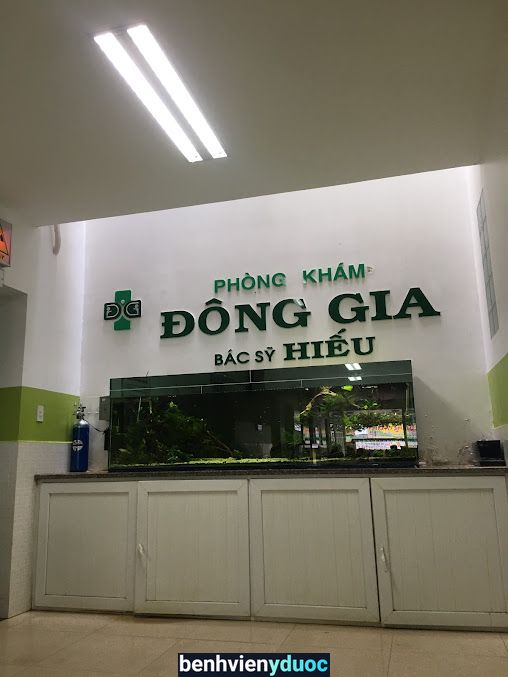 PHÒNG KHÁM
ĐÔNG GIA
BÁC SỸ HIẾU
benhvienyduoc